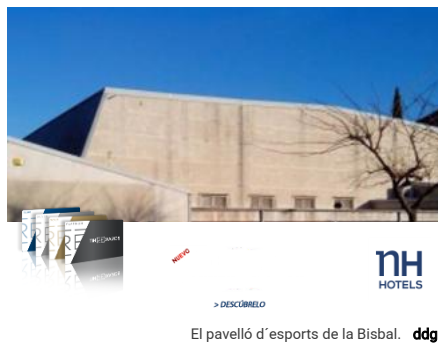 NUEVO
NH
HOTELS
> DESCÚBRELO
El pavelló d´esports de la Bisbal. ddg